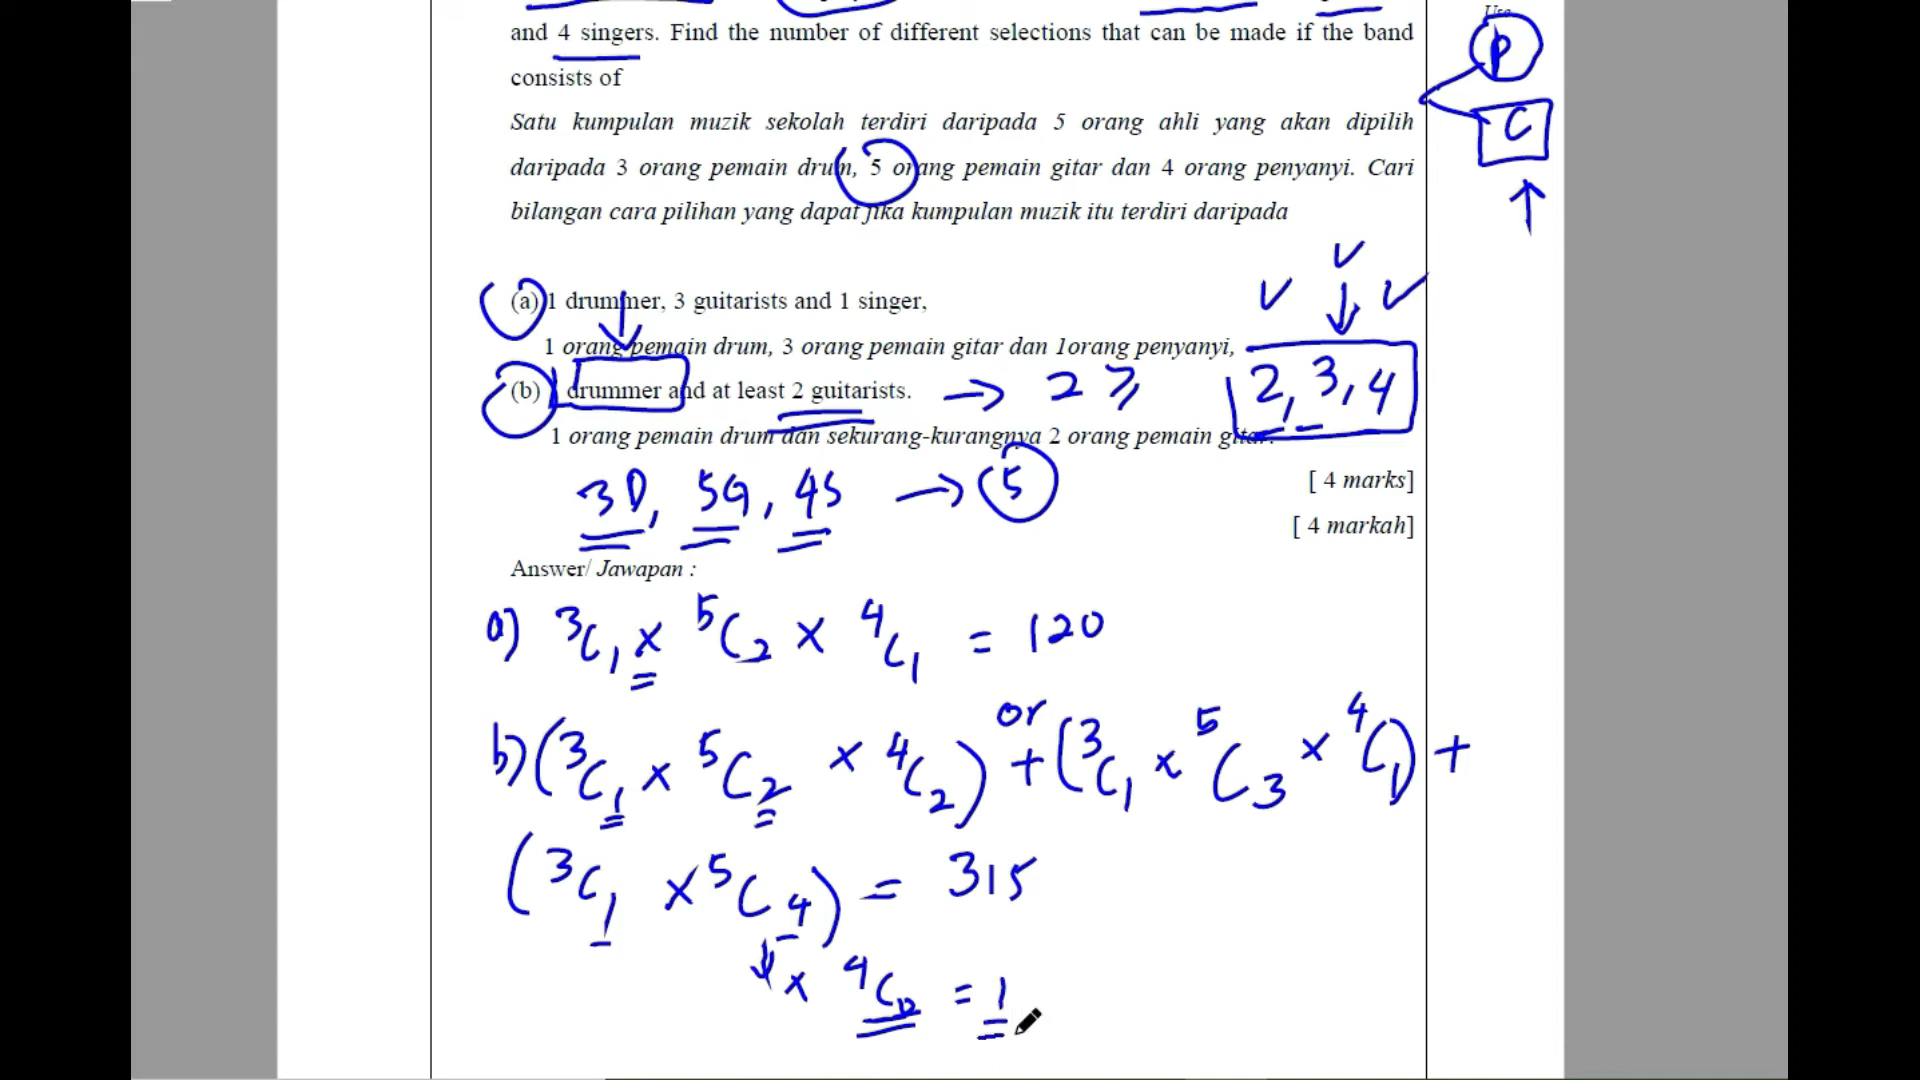 Use
P
and 4 singers. Find the number of different selections that can be made if the band
consists of
C
Satu kumpulan muzik sekolah terdiri daripada 5 orang ahli yang akan dipilih
daripada 3 orang pemain drum, 5 orang pemain gitar dan 4 orang penyanyi. Cari
bilangan cara pilihan yang dapat jika kumpulan muzik itu terdiri daripada
(a) 1 drummer, 3 guitarists and 1 singer,
1 orang pemain drum, 3 orang pemain gitar dan 1orang penyanyi,
(b) 1 drummer and at least 2 guitarists. → 2 ≥ 2, 3, 4
1 orang pemain drum dan sekurang-kurangnya 2 orang pemain gitar.
3D, 5G, 4S → 5
[ 4 marks]
[ 4 markah]
Answer/ Jawapan :
a) ³C₁ × ⁵C₂ × ⁴C₁ = 120
b) (³C₁ × ⁵C₂ × ⁴C₂) or + (³C₁ × ⁵C₃ × ⁴C₁) +
(³C₁ × ⁵C₄) = 315
× ⁴C₀ = 1